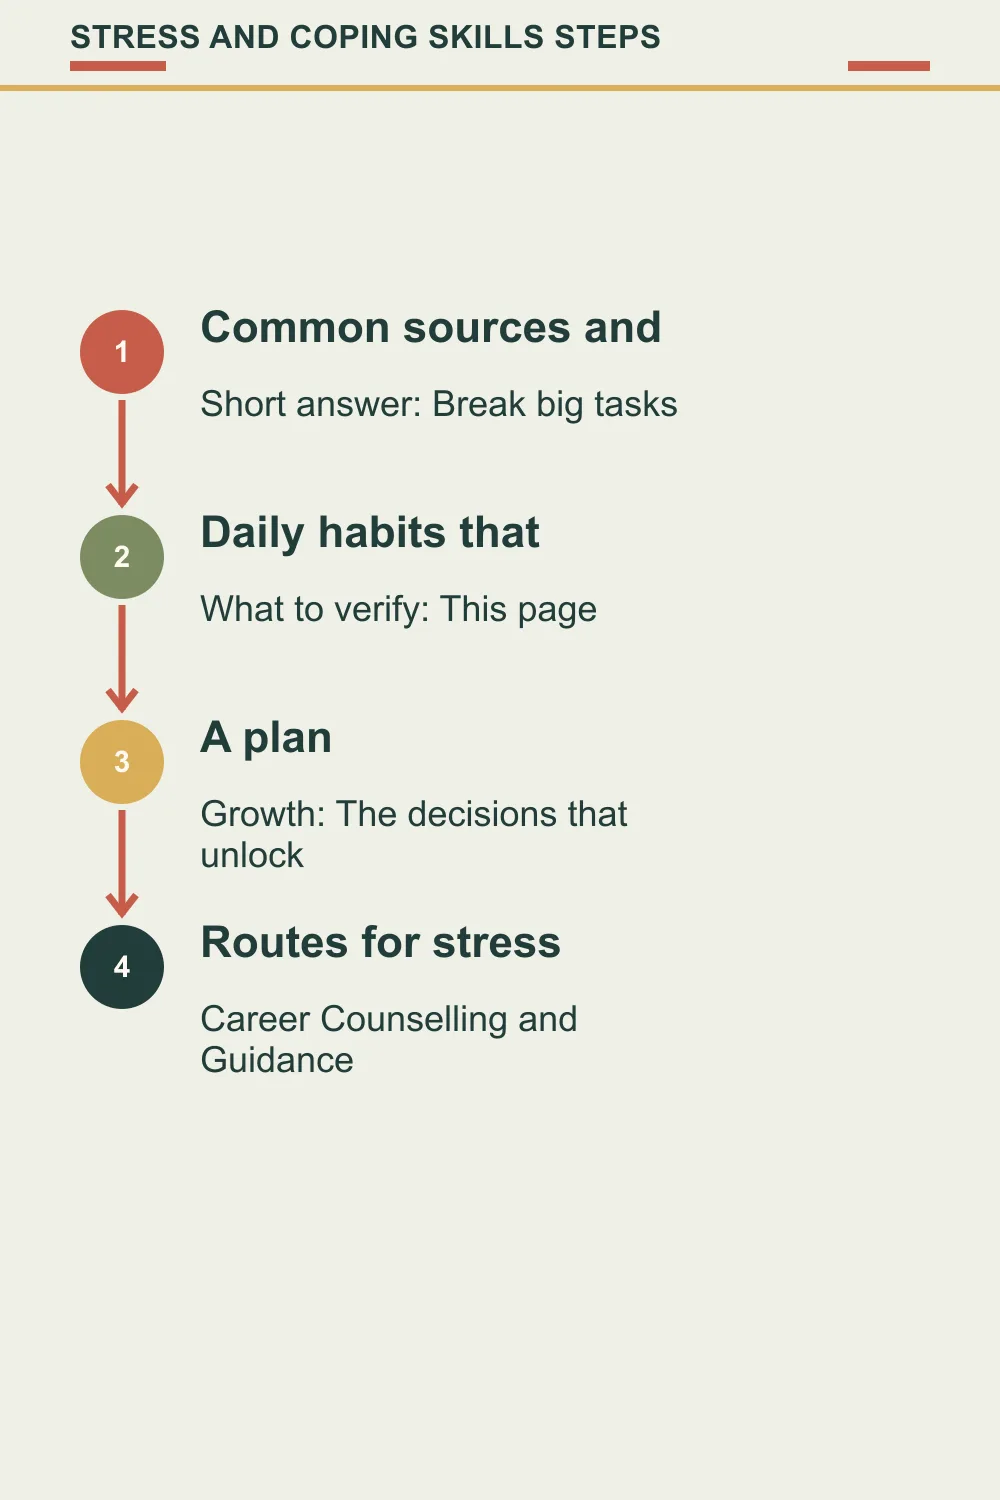 STRESS AND COPING SKILLS STEPS
1
Common sources and
Short answer: Break big tasks
2
Daily habits that
What to verify: This page
3
A plan
Growth: The decisions that
unlock
4
Routes for stress
Career Counselling and
Guidance